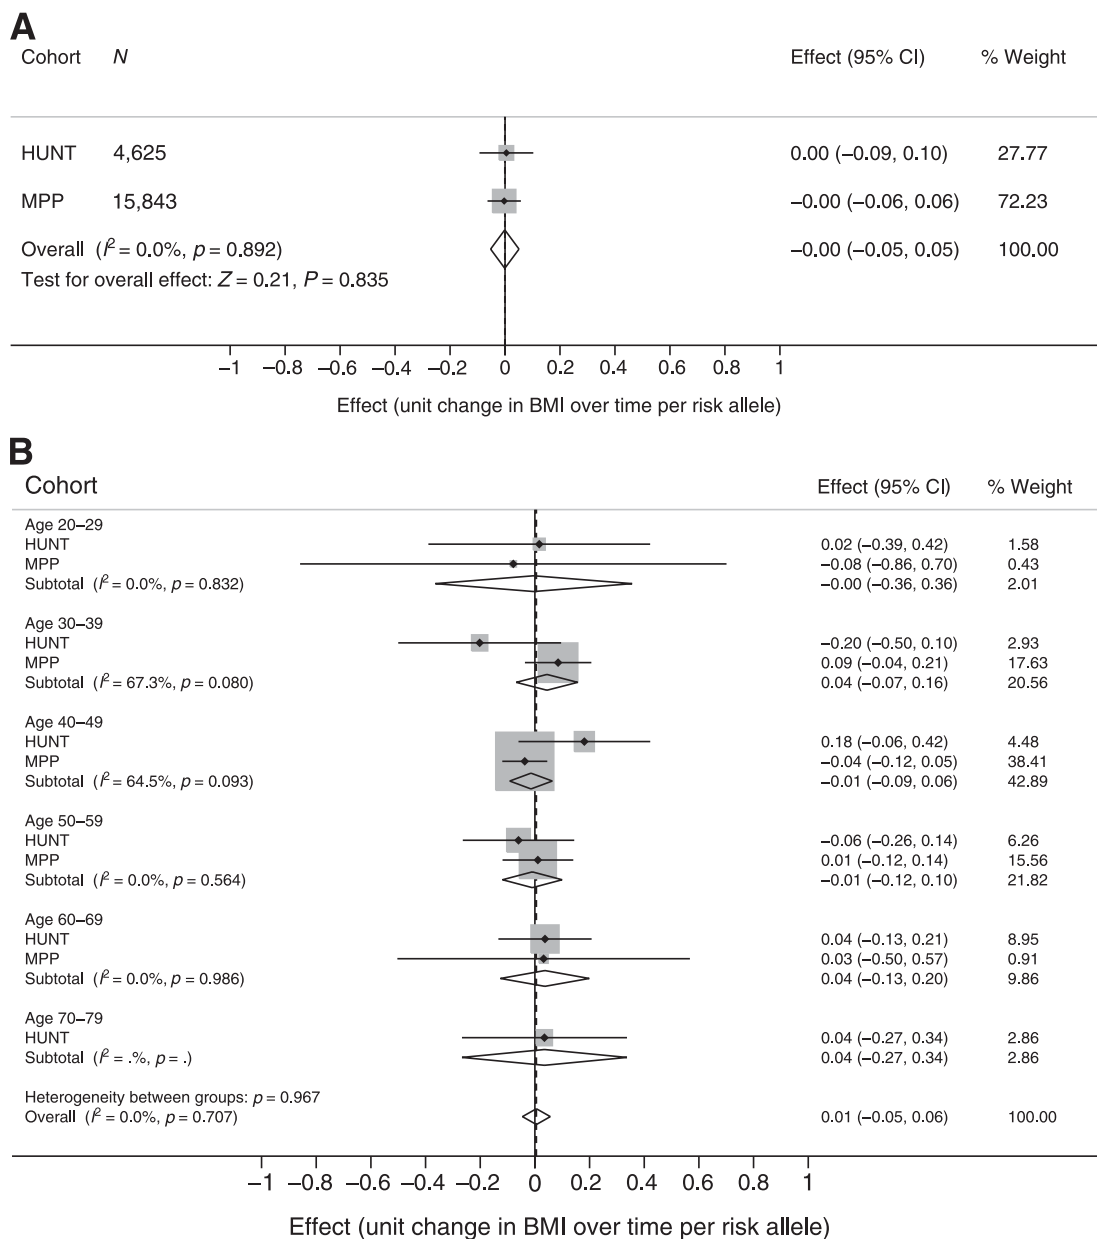 A
Cohort N Effect (95% CI) % Weight
HUNT 4,625 0.00 (−0.09, 0.10) 27.77
MPP 15,843 −0.00 (−0.06, 0.06) 72.23
Overall (I² = 0.0%, p = 0.892) −0.00 (−0.05, 0.05) 100.00
Test for overall effect: Z = 0.21, P = 0.835
−1 −0.8 −0.6 −0.4 −0.2 0 0.2 0.4 0.6 0.8 1
Effect (unit change in BMI over time per risk allele)
B
Cohort Effect (95% CI) % Weight
Age 20–29
HUNT 0.02 (−0.39, 0.42) 1.58
MPP −0.08 (−0.86, 0.70) 0.43
Subtotal (I² = 0.0%, p = 0.832) −0.00 (−0.36, 0.36) 2.01
Age 30–39
HUNT −0.20 (−0.50, 0.10) 2.93
MPP 0.09 (−0.04, 0.21) 17.63
Subtotal (I² = 67.3%, p = 0.080) 0.04 (−0.07, 0.16) 20.56
Age 40–49
HUNT 0.18 (−0.06, 0.42) 4.48
MPP −0.04 (−0.12, 0.05) 38.41
Subtotal (I² = 64.5%, p = 0.093) −0.01 (−0.09, 0.06) 42.89
Age 50–59
HUNT −0.06 (−0.26, 0.14) 6.26
MPP 0.01 (−0.12, 0.14) 15.56
Subtotal (I² = 0.0%, p = 0.564) −0.01 (−0.12, 0.10) 21.82
Age 60–69
HUNT 0.04 (−0.13, 0.21) 8.95
MPP 0.03 (−0.50, 0.57) 0.91
Subtotal (I² = 0.0%, p = 0.986) 0.04 (−0.13, 0.20) 9.86
Age 70–79
HUNT 0.04 (−0.27, 0.34) 2.86
Subtotal (I² = .%, p = .) 0.04 (−0.27, 0.34) 2.86
Heterogeneity between groups: p = 0.967
Overall (I² = 0.0%, p = 0.707) 0.01 (−0.05, 0.06) 100.00
−1 −0.8 −0.6 −0.4 −0.2 0 0.2 0.4 0.6 0.8 1
Effect (unit change in BMI over time per risk allele)